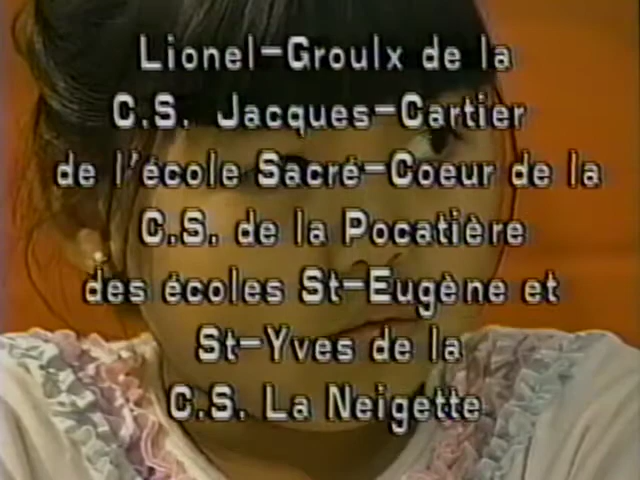 Lionel-Groulx de la
C.S. Jacques-Cartier
de l'école Sacré-Coeur de la
C.S. de la Pocatière
des écoles St-Eugène et
St-Yves de la
C.S. La Neigette